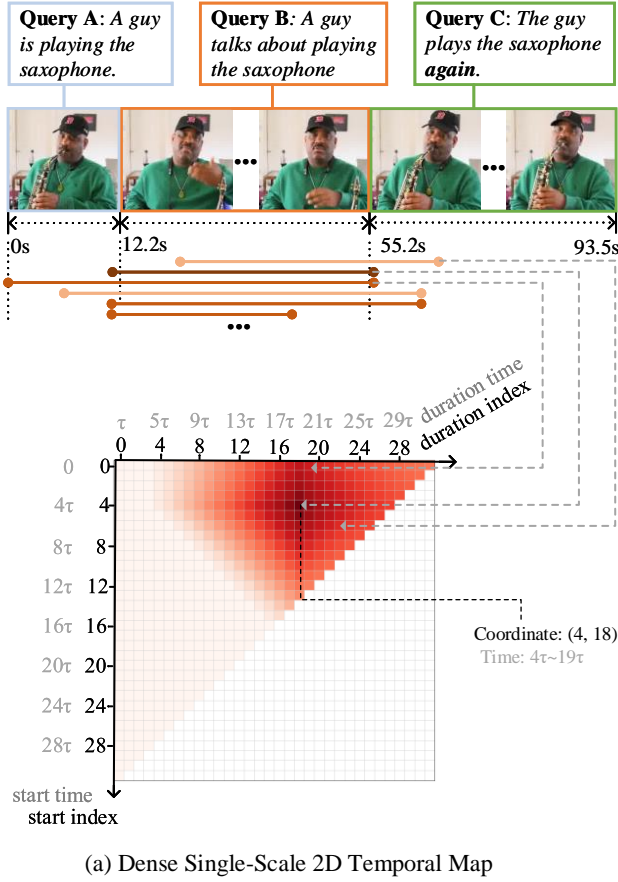 Query A: A guy is playing the saxophone.
Query B: A guy talks about playing the saxophone
Query C: The guy plays the saxophone again.
0s 12.2s 55.2s 93.5s
duration time
duration index
τ 5τ 9τ 13τ 17τ 21τ 25τ 29τ
0 4 8 12 16 20 24 28
0 0
4τ 4
8τ 8
12τ 12
16τ 16
20τ 20
24τ 24
28τ 28
Coordinate: (4, 18)
Time: 4τ~19τ
start time
start index
(a) Dense Single-Scale 2D Temporal Map